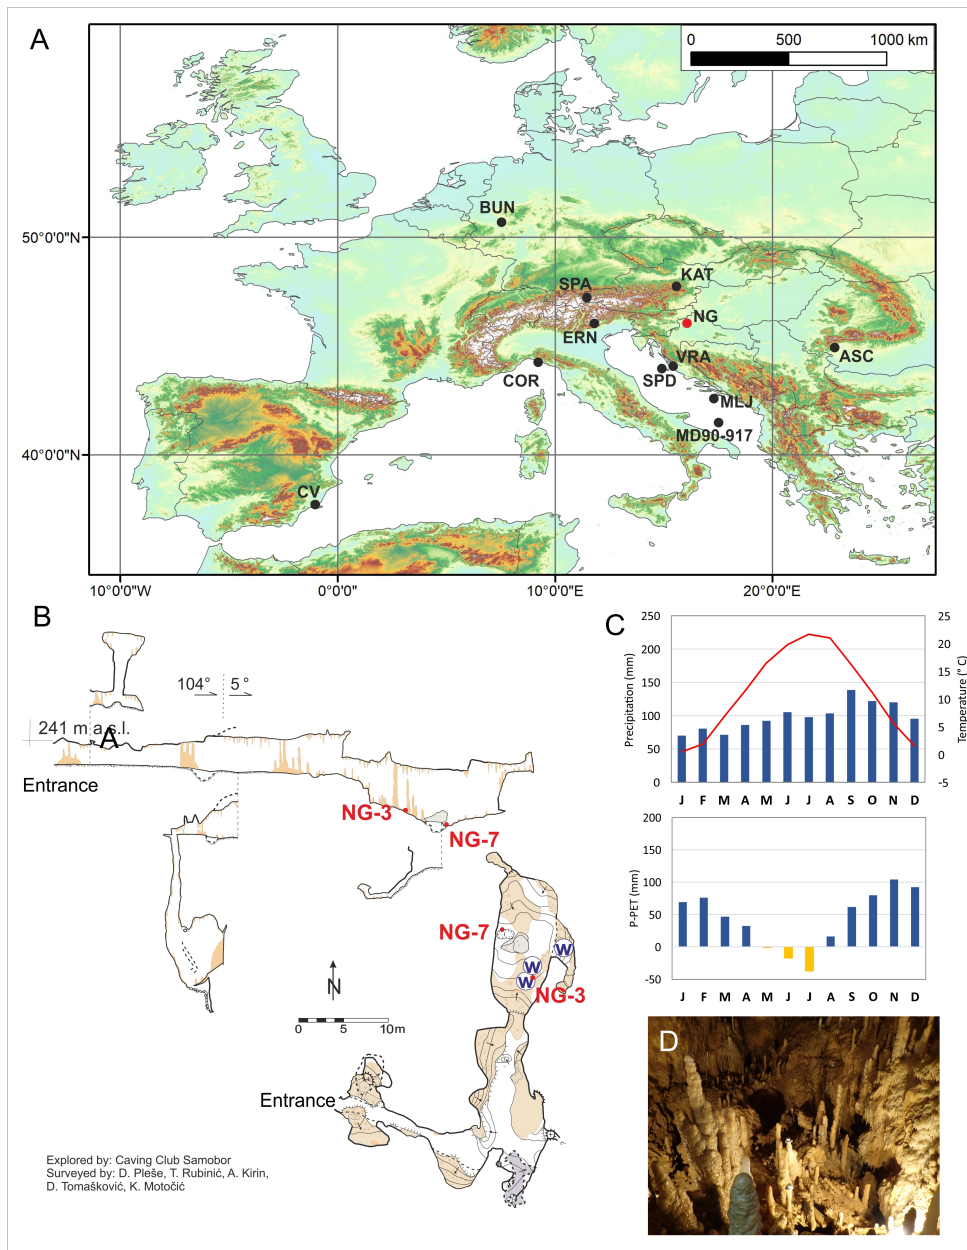 A
0 500 1000 km
BUN
50°0'0"N
KAT
SPA
NG
ERN
VRA
ASC
COR
SPD
MLJ
MD90-917
40°0'0"N
CV
10°0'0"W 0°0'0" 10°0'0"E 20°0'0"E
B
104° 5°
241 m a.s.l.
A
Entrance
NG-3
NG-7
NG-7
W
W
W
NG-3
N
0 5 10m
Entrance
Explored by: Caving Club Samobor
Surveyed by: D. Pleše, T. Rubinić, A. Kirin,
D. Tomašković, K. Motočić
C
250
200
150
100
50
0
Precipitation (mm)
25
20
15
10
5
0
-5
Temperature (° C)
J F M A M J J A S O N D
200
150
100
50
0
-50
P-PET (mm)
J F M A M J J A S O N D
D